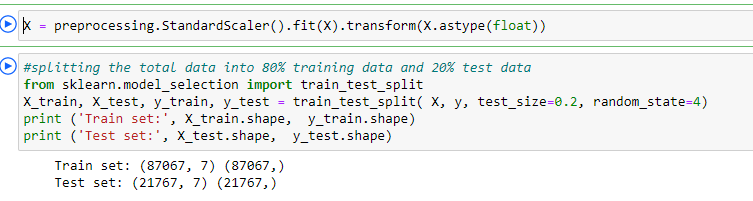 X = preprocessing.StandardScaler().fit(X).transform(X.astype(float))
#splitting the total data into 80% training data and 20% test data
from sklearn.model_selection import train_test_split
X_train, X_test, y_train, y_test = train_test_split( X, y, test_size=0.2, random_state=4)
print ('Train set:', X_train.shape,  y_train.shape)
print ('Test set:', X_test.shape,  y_test.shape)
Train set: (87067, 7) (87067,)
Test set: (21767, 7) (21767,)